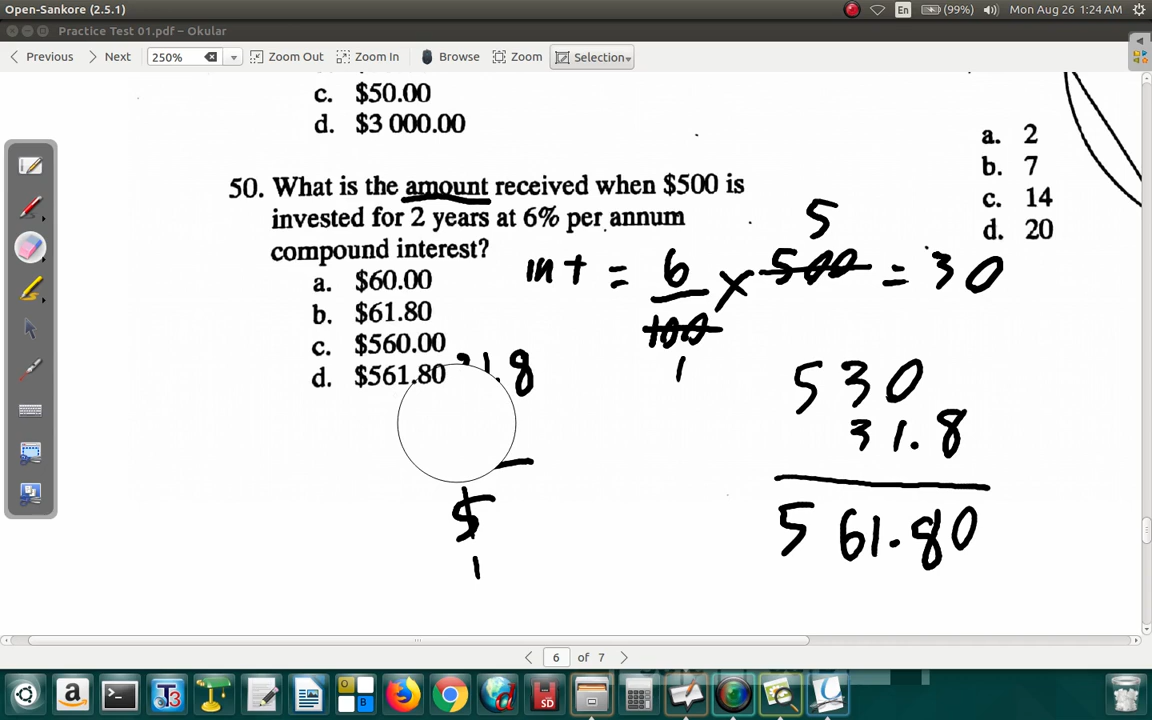 Open-Sankore (2.5.1)
En (99%) Mon Aug 26 1:24 AM
Practice Test 01.pdf - Okular
Previous Next 250% Zoom Out Zoom In Browse Zoom Selection
c. $50.00
d. $3 000.00
50. What is the amount received when $500 is
invested for 2 years at 6% per annum
compound interest?
a. $60.00
b. $61.80
c. $560.00
d. $561.80
a. 2
b. 7
c. 14
d. 20
5
int = 6/100 x 500 = 30
1
1.8
5
1
530
31.8
561.80
6 of 7
SD